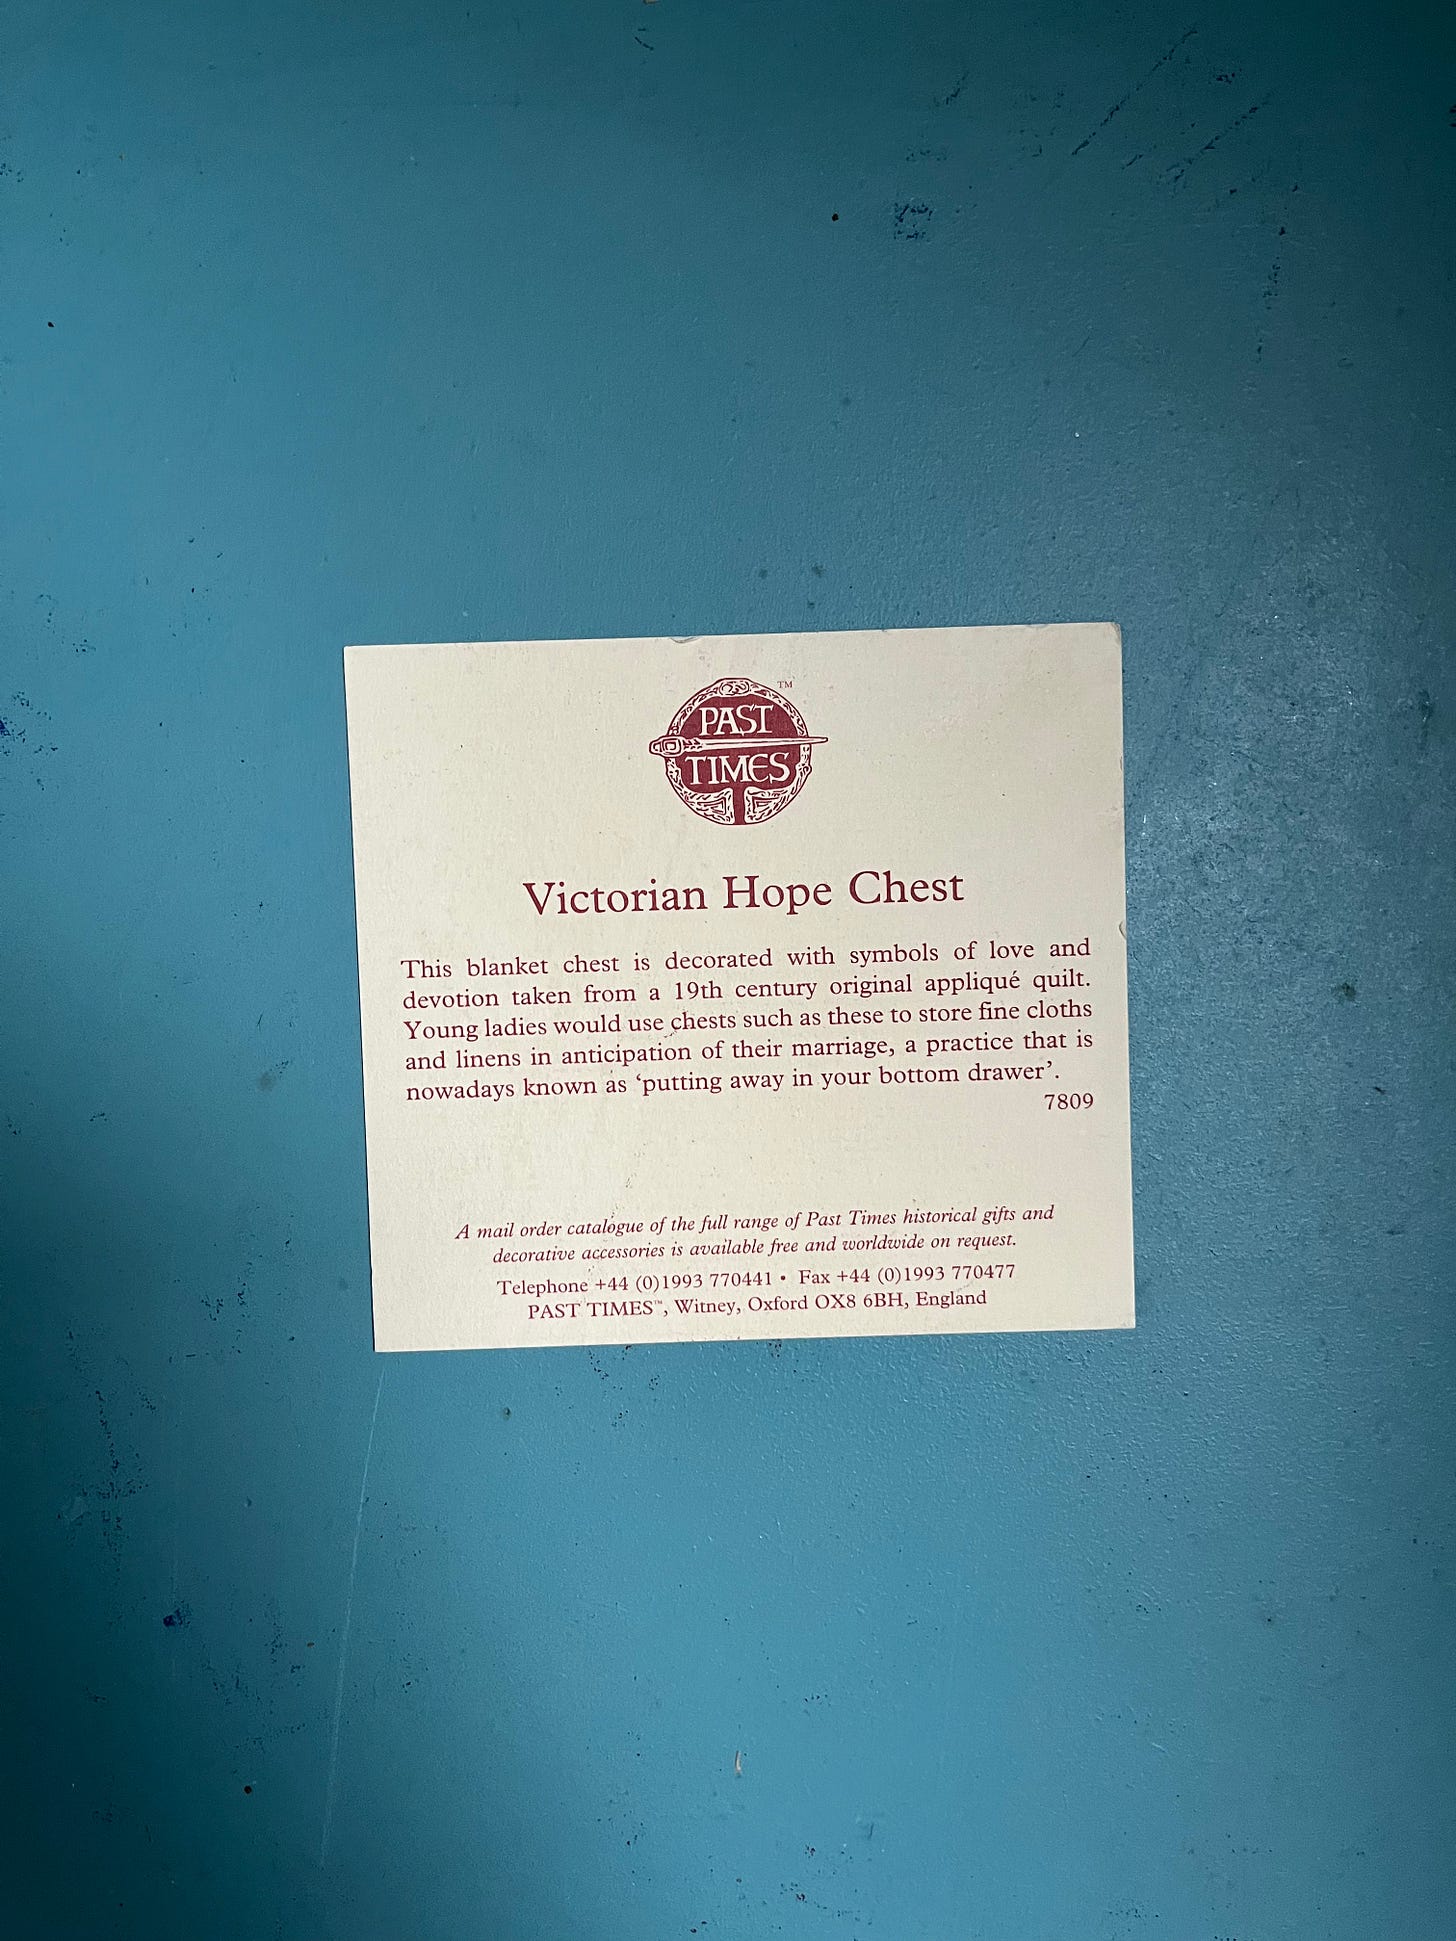 PAST
TIMES
TM
Victorian Hope Chest
This blanket chest is decorated with symbols of love and
devotion taken from a 19th century original appliqué quilt.
Young ladies would use chests such as these to store fine cloths
and linens in anticipation of their marriage, a practice that is
nowadays known as ‘putting away in your bottom drawer’.
7809
A mail order catalogue of the full range of Past Times historical gifts and
decorative accessories is available free and worldwide on request.
Telephone +44 (0)1993 770441 • Fax +44 (0)1993 770477
PAST TIMES™, Witney, Oxford OX8 6BH, England